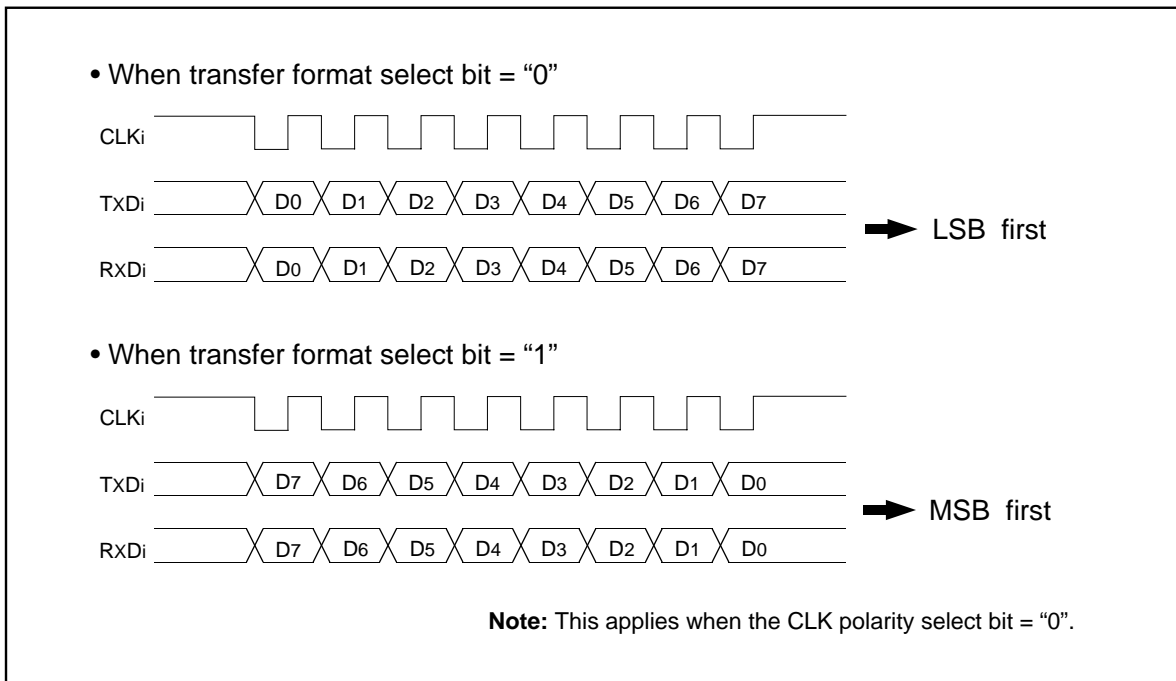 • When transfer format select bit = “0”
CLKi
TXDi D0 D1 D2 D3 D4 D5 D6 D7
RXDi D0 D1 D2 D3 D4 D5 D6 D7
LSB first
• When transfer format select bit = “1”
CLKi
TXDi D7 D6 D5 D4 D3 D2 D1 D0
RXDi D7 D6 D5 D4 D3 D2 D1 D0
MSB first
Note: This applies when the CLK polarity select bit = “0”.